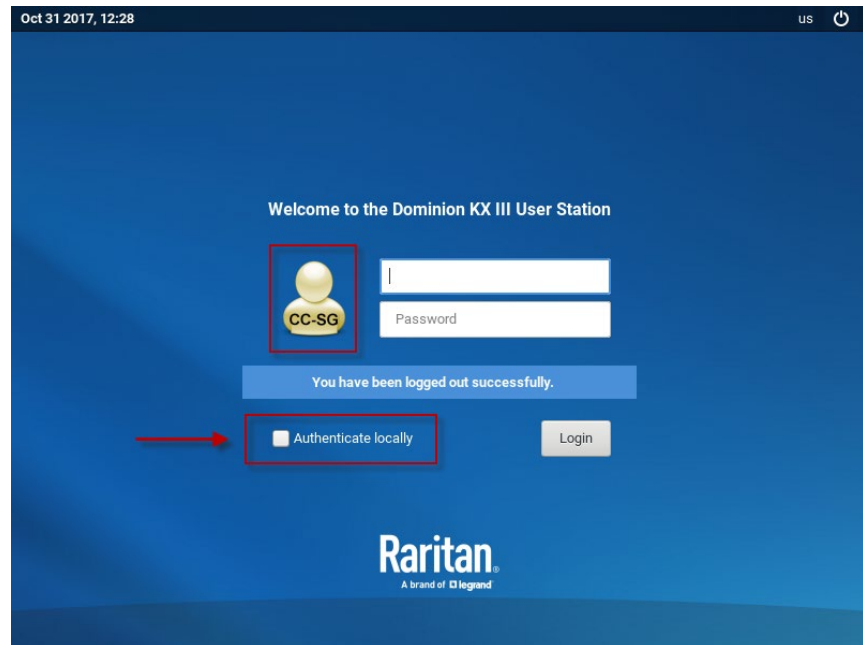 Oct 31 2017, 12:28 us
Welcome to the Dominion KX III User Station
CC-SG
Password
You have been logged out successfully.
Authenticate locally
Login
Raritan®
A brand of legrand®